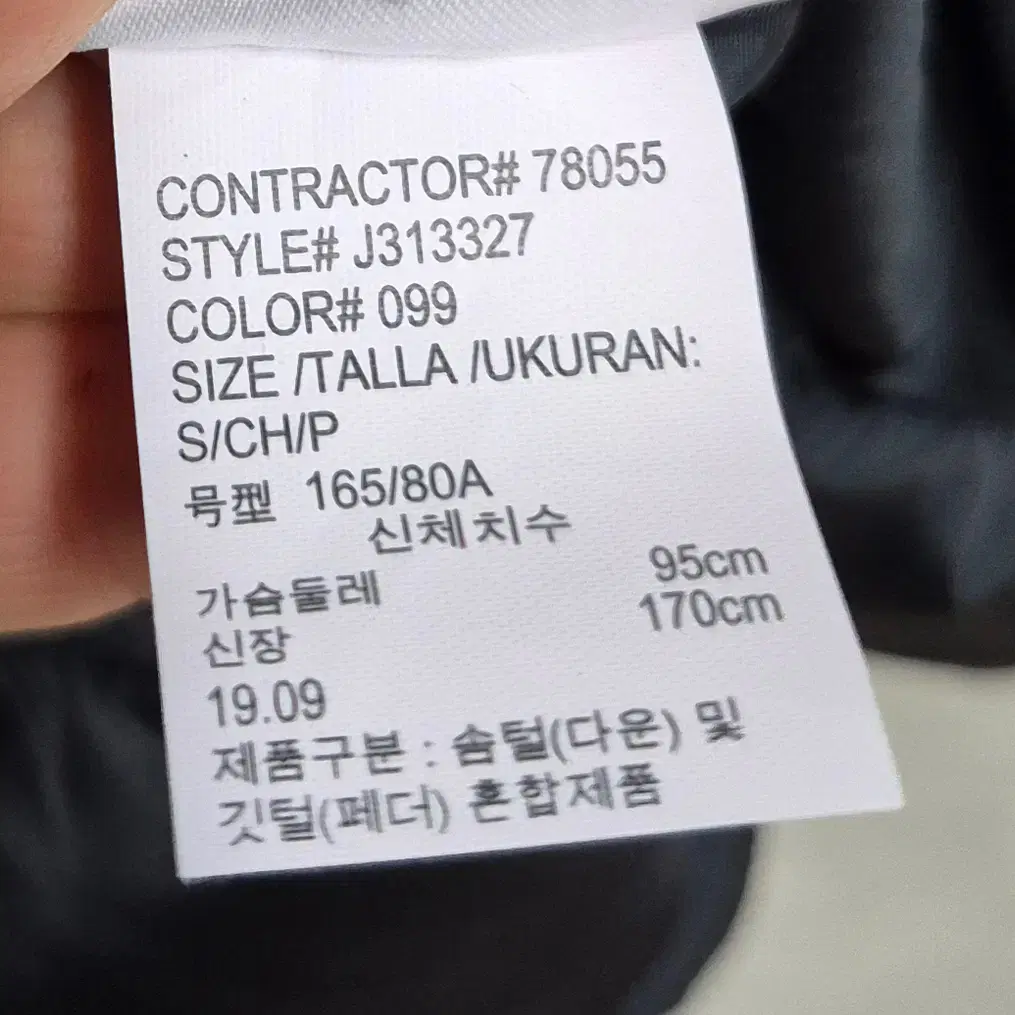 CONTRACTOR# 78055
STYLE# J313327
COLOR# 099
SIZE /TALLA /UKURAN:
S/CH/P
号型 165/80A
신체치수
가슴둘레 95cm
신장 170cm
19.09
제품구분 : 솜털(다운) 및
깃털(페더) 혼합제품